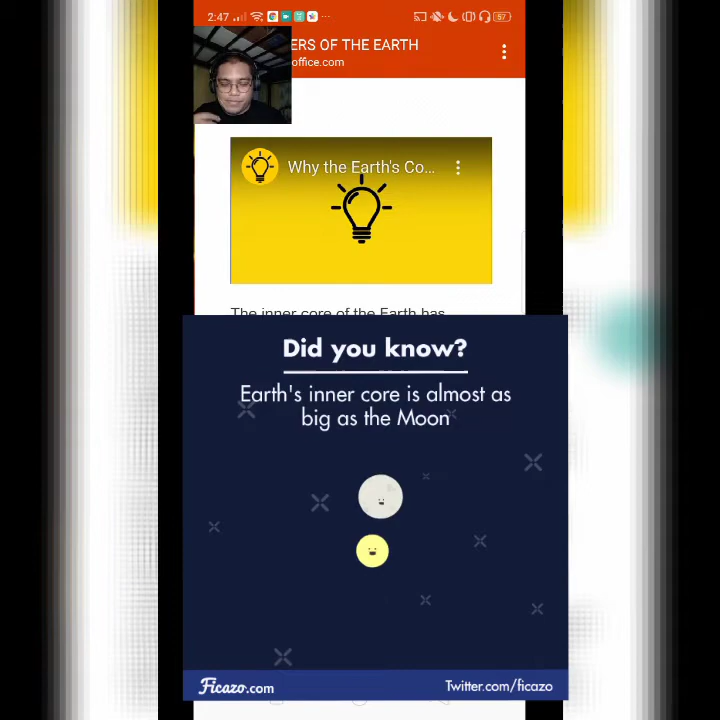 2:47
97
ERS OF THE EARTH
office.com
Why the Earth's Co...
The inner core of the Earth has
Did you know?
Earth's inner core is almost as
big as the Moon
Ficazo.com
Twitter.com/ficazo